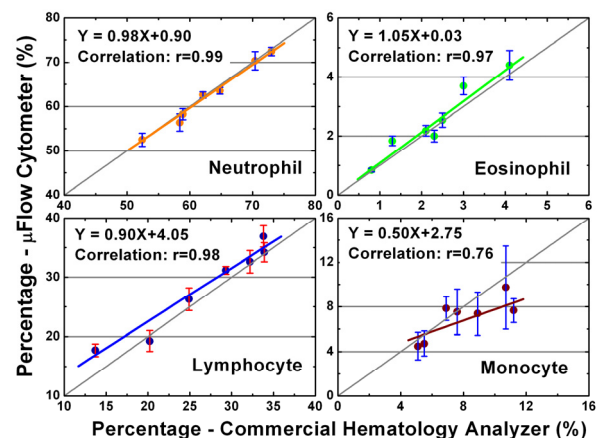 80
70
60
50
40
Y = 0.98X+0.90
Correlation: r=0.99
Neutrophil
40 50 60 70 80
6
4
2
0
Y = 1.05X+0.03
Correlation: r=0.97
Eosinophil
0 1 2 3 4 5 6
40
30
20
10
Y = 0.90X+4.05
Correlation: r=0.98
Lymphocyte
10 15 20 25 30 35 40
16
12
8
4
0
Y = 0.50X+2.75
Correlation: r=0.76
Monocyte
0 5 10 15
Percentage - µFlow Cytometer (%)
Percentage - Commercial Hematology Analyzer (%)